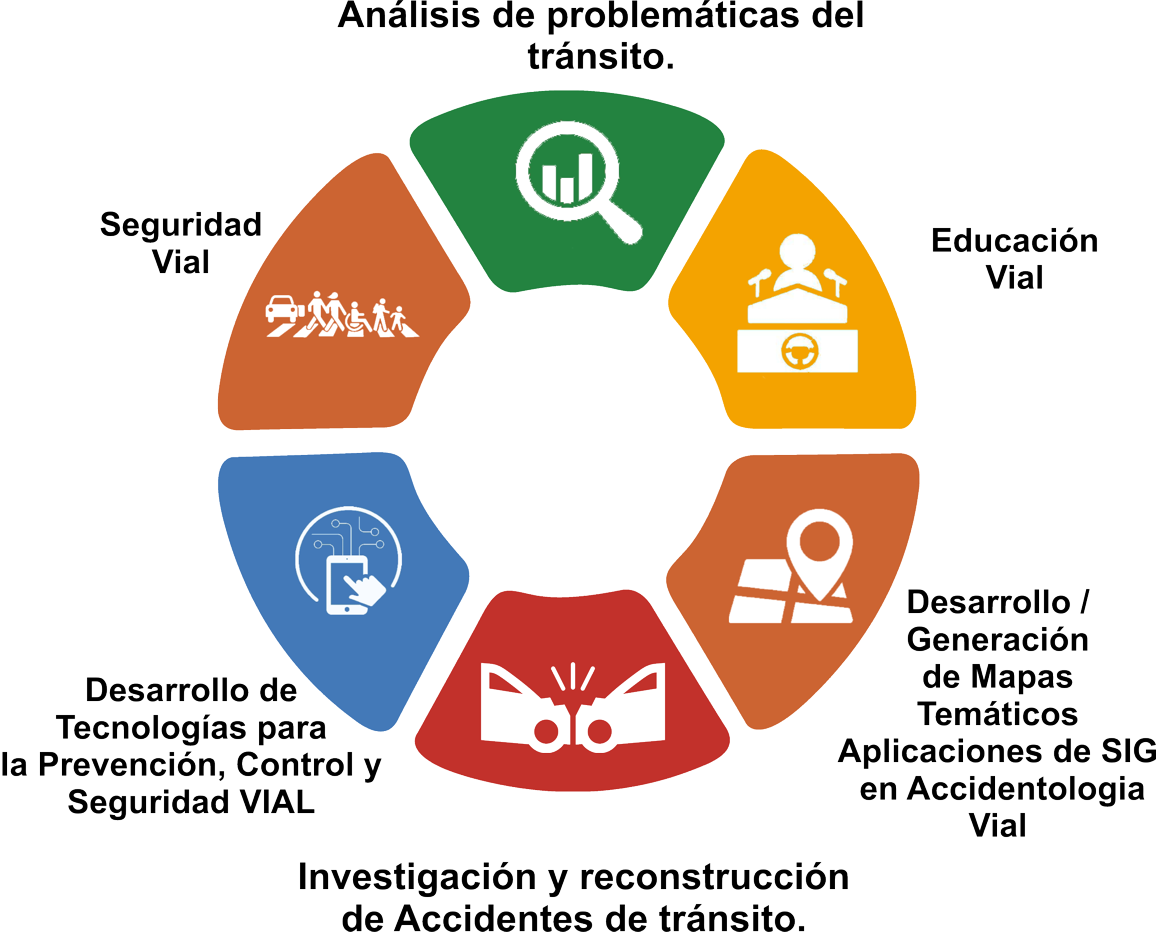 Análisis de problemáticas del
tránsito.
Seguridad
Vial
Educación
Vial
Desarrollo /
Generación
de Mapas
Temáticos
Aplicaciones de SIG
en Accidentologia
Vial
Desarrollo de
Tecnologías para
la Prevención, Control y
Seguridad VIAL
Investigación y reconstrucción
de Accidentes de tránsito.